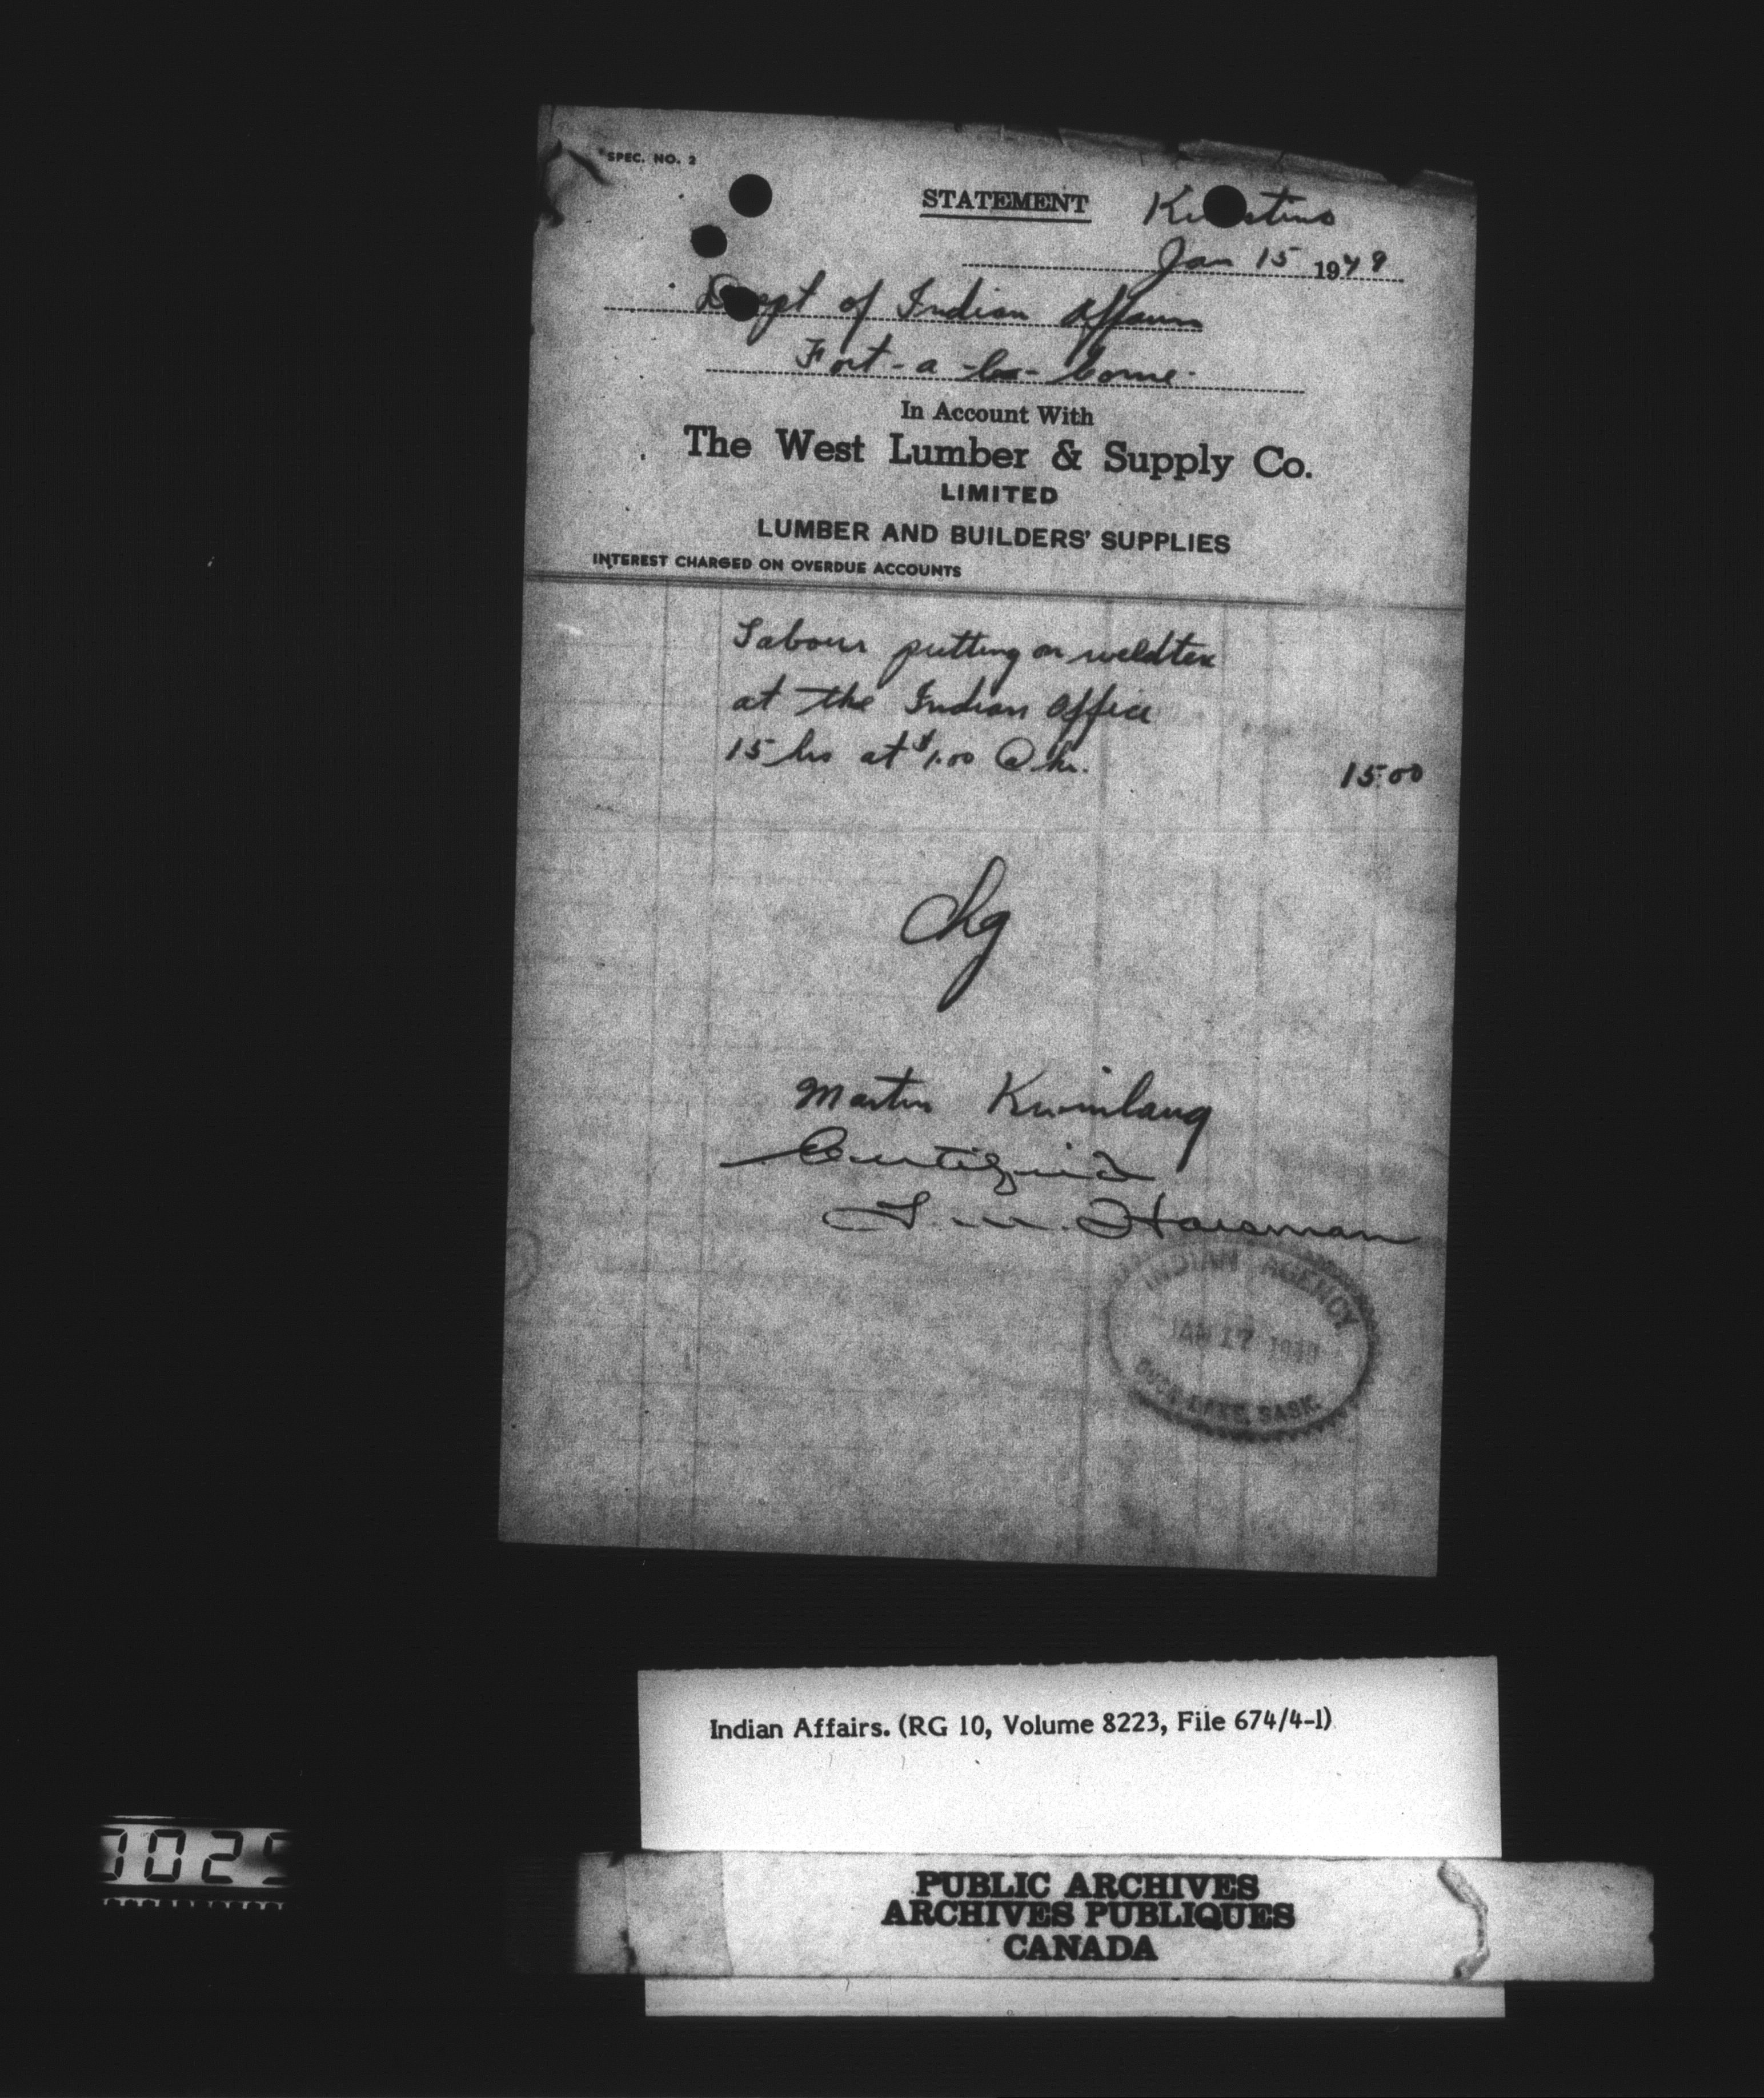 SPEC. NO. 2
STATEMENT
Jan 15 1949
Dept of Indian Affairs
Fort-a-la-Corne
In Account With
The West Lumber & Supply Co.
LIMITED
LUMBER AND BUILDERS' SUPPLIES
INTEREST CHARGED ON OVERDUE ACCOUNTS
Labour putting on weldtex
at the Indian Office
15 hrs at $1.00 @ hr. 15.00
Chg
Martin
Certified
INDIAN AGENCY
JAN 17 1949
DUCK LAKE, SASK.
Indian Affairs. (RG 10, Volume 8223, File 674/4-1)
PUBLIC ARCHIVES
ARCHIVES PUBLIQUES
CANADA